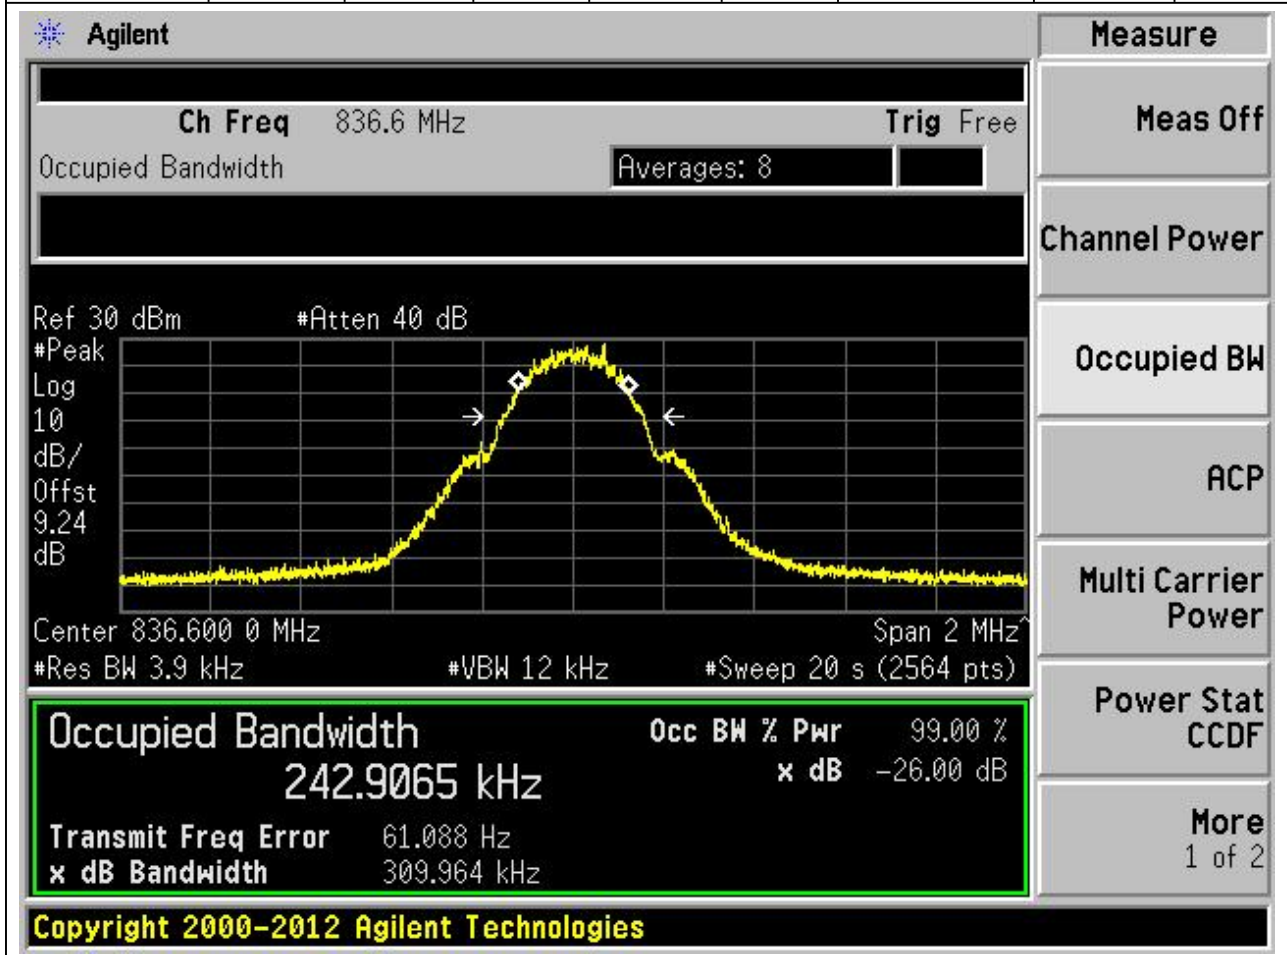 Agilent
Measure
Ch Freq 836.6 MHz Trig Free
Meas Off
Occupied Bandwidth Averages: 8
Channel Power
Ref 30 dBm #Atten 40 dB
#Peak
Log
10
dB/
Offst
9.24
dB
Occupied BW
ACP
Center 836.600 0 MHz Span 2 MHz^
#Res BW 3.9 kHz #VBW 12 kHz #Sweep 20 s (2564 pts)
Multi Carrier
Power
Occupied Bandwidth Occ BW % Pwr 99.00 %
242.9065 kHz x dB -26.00 dB
Transmit Freq Error 61.088 Hz
x dB Bandwidth 309.964 kHz
Power Stat
CCDF
More
1 of 2
Copyright 2000-2012 Agilent Technologies